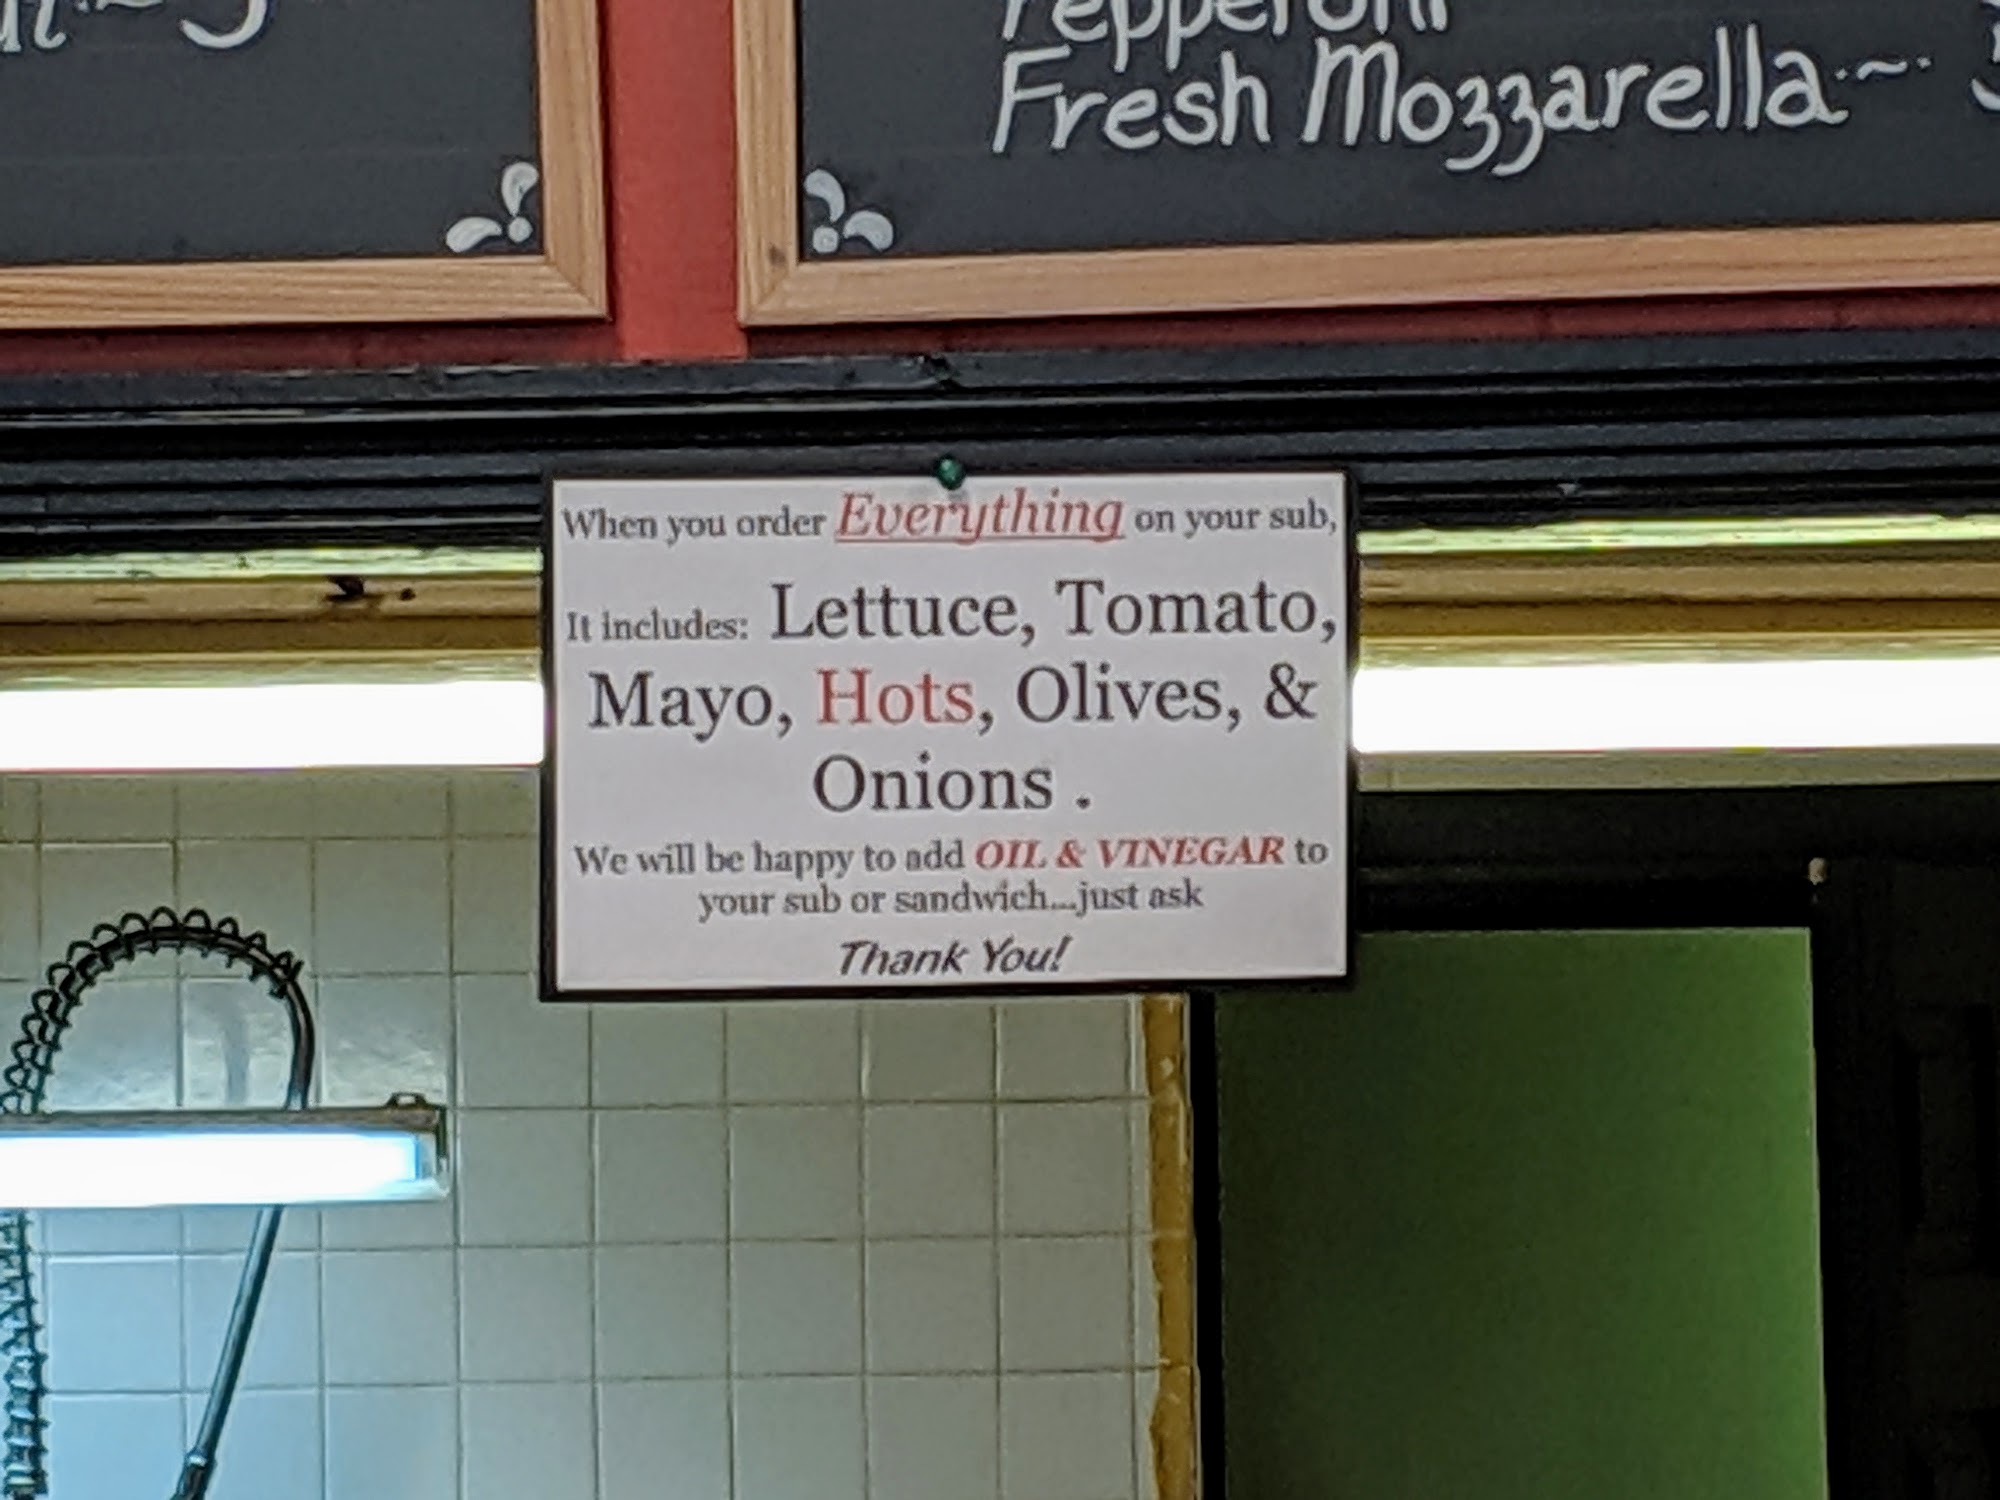 Pepperoni
Fresh Mozzarella~
When you order Everything on your sub,
It includes: Lettuce, Tomato,
Mayo, Hots, Olives, &
Onions .
We will be happy to add OIL & VINEGAR to
your sub or sandwich...just ask
Thank You!